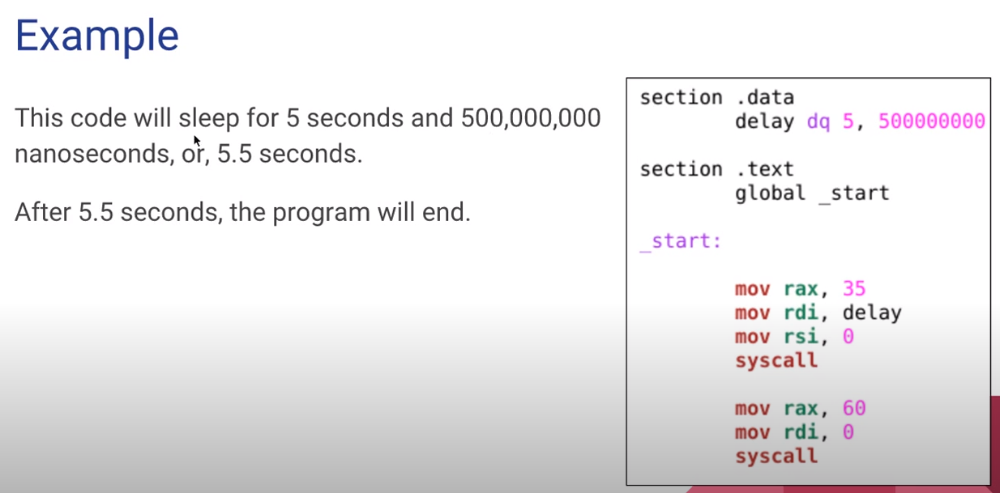 Example
This code will sleep for 5 seconds and 500,000,000
nanoseconds, or, 5.5 seconds.
After 5.5 seconds, the program will end.
section .data
delay dq 5, 500000000
section .text
global _start
_start:
mov rax, 35
mov rdi, delay
mov rsi, 0
syscall
mov rax, 60
mov rdi, 0
syscall